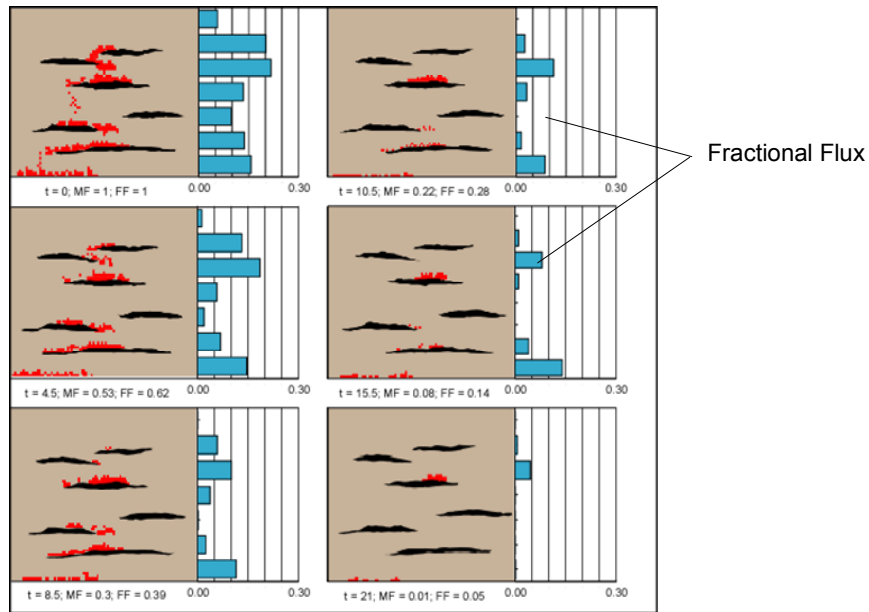 Fractional Flux
t = 0; MF = 1; FF = 1
0.00
0.30
t = 10.5; MF = 0.22; FF = 0.28
0.00
0.30
t = 4.5; MF = 0.53; FF = 0.62
0.00
0.30
t = 15.5; MF = 0.08; FF = 0.14
0.00
0.30
t = 8.5; MF = 0.3; FF = 0.39
0.00
0.30
t = 21; MF = 0.01; FF = 0.05
0.00
0.30